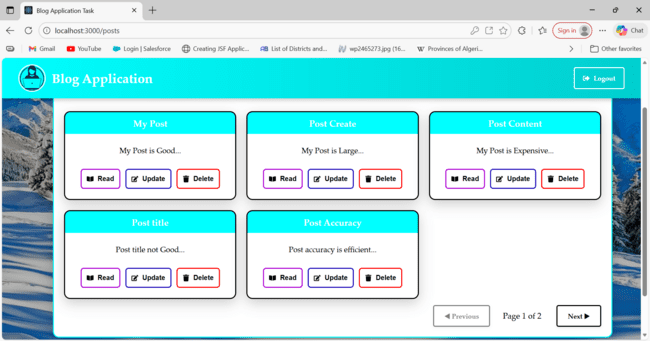 Blog Application Task
localhost:3000/posts
Sign in
Chat
Gmail
YouTube
Login | Salesforce
Creating JSF Applic...
List of Districts and...
wp2465273.jpg (16...
Provinces of Algeri...
Other favorites
Blog Application
Logout
My Post
Post Create
Post Content
My Post is Good...
My Post is Large...
My Post is Expensive...
Read Update Delete
Read Update Delete
Read Update Delete
Post title
Post Accuracy
Post title not Good...
Post accuracy is efficient...
Read Update Delete
Read Update Delete
Previous Page 1 of 2 Next